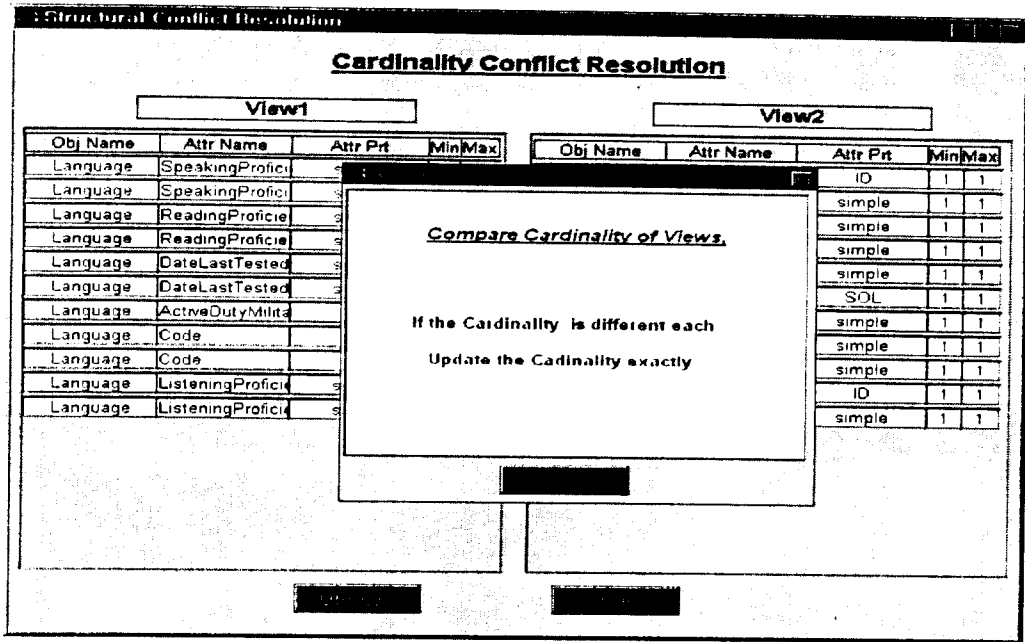 : Structural Conflict Resolution
Cardinality Conflict Resolution
View1
View2
Obj Name Attr Name Attr Prt Min Max
Obj Name Attr Name Attr Prt Min Max
Language SpeakingProfici s
Language SpeakingProfici s
Language ReadingProficie s
Language ReadingProficie s
Language DateLastTested s
Language DateLastTested s
Language ActiveDutyMilita
Language Code
Language Code
Language ListeningProficie s
Language ListeningProficie s
ID 1 1
simple 1 1
simple 1 1
simple 1 1
simple 1 1
SOL 1 1
simple 1 1
simple 1 1
simple 1 1
ID 1 1
simple 1 1
Compare Cardinality of Views,
If the Cardinality is different each
Update the Cadinality exactly